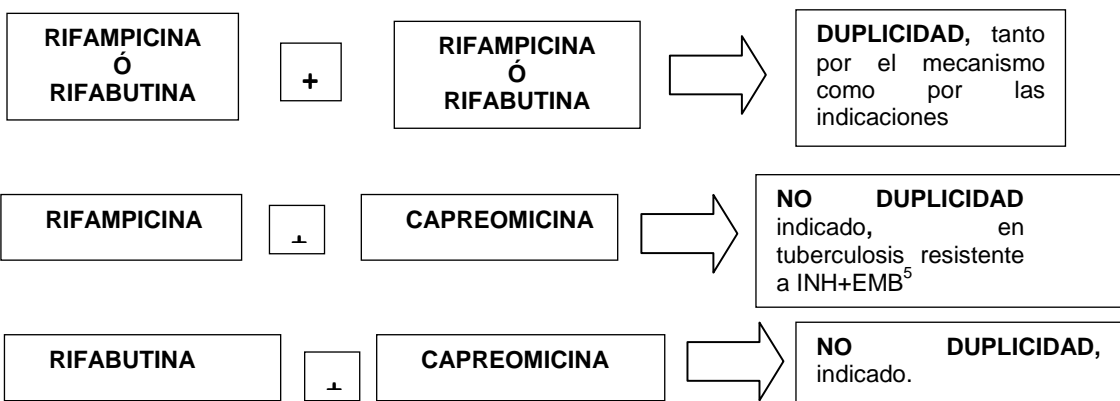 RIFAMPICINA
Ó
RIFABUTINA
+
RIFAMPICINA
Ó
RIFABUTINA
DUPLICIDAD, tanto
por el mecanismo
como por las
indicaciones
RIFAMPICINA
+
CAPREOMICINA
NO DUPLICIDAD
indicado, en
tuberculosis resistente
a INH+EMB5
RIFABUTINA
+
CAPREOMICINA
NO DUPLICIDAD,
indicado.